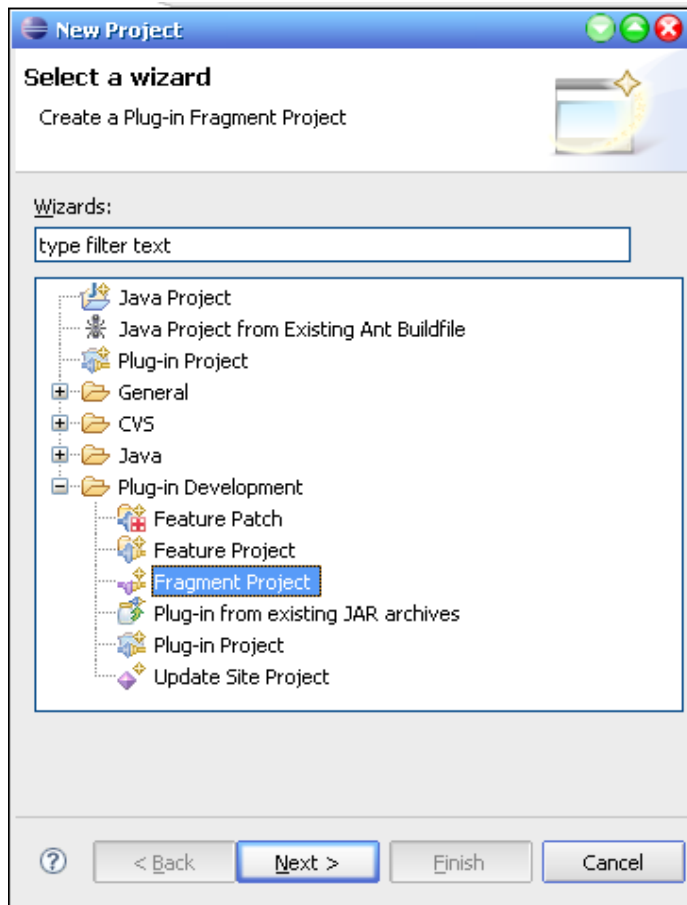 New Project
Select a wizard
Create a Plug-in Fragment Project
Wizards:
type filter text
Java Project
Java Project from Existing Ant Buildfile
Plug-in Project
General
CVS
Java
Plug-in Development
Feature Patch
Feature Project
Fragment Project
Plug-in from existing JAR archives
Plug-in Project
Update Site Project
? < Back Next > Finish Cancel